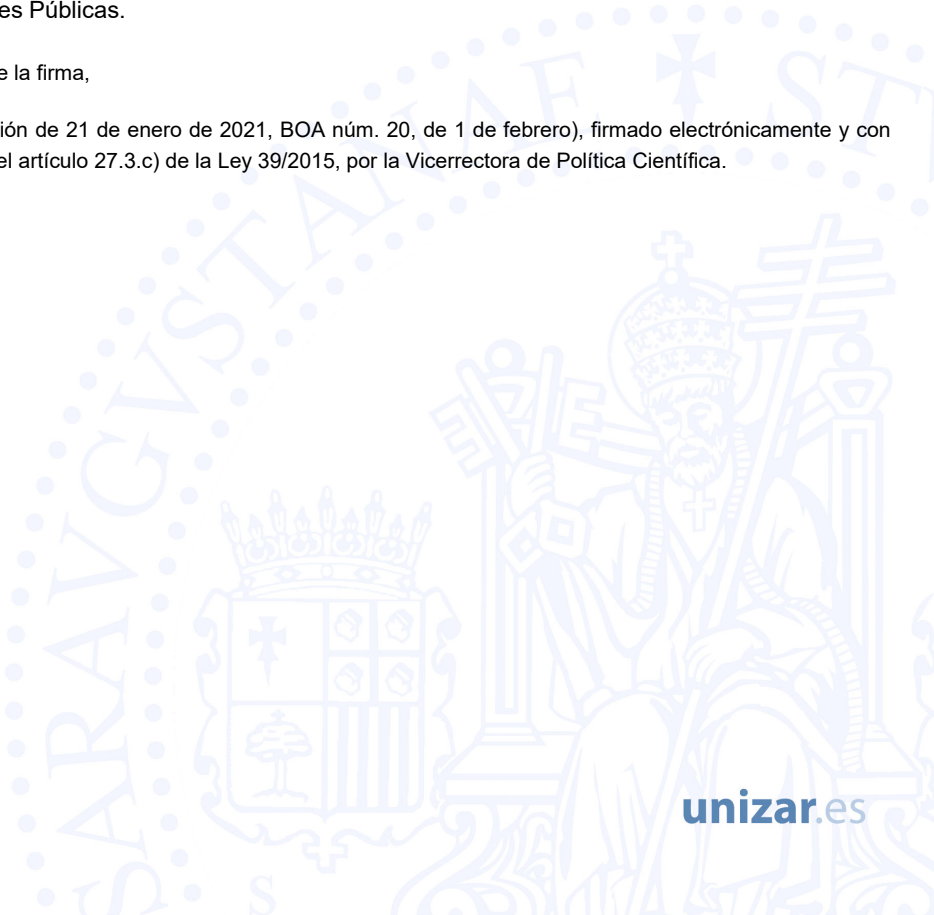 es Públicas.
e la firma,
ión de 21 de enero de 2021, BOA núm. 20, de 1 de febrero), firmado electrónicamente y con
el artículo 27.3.c) de la Ley 39/2015, por la Vicerrectora de Política Científica.
SARAVGVSTANAE ST
S
unizar.es